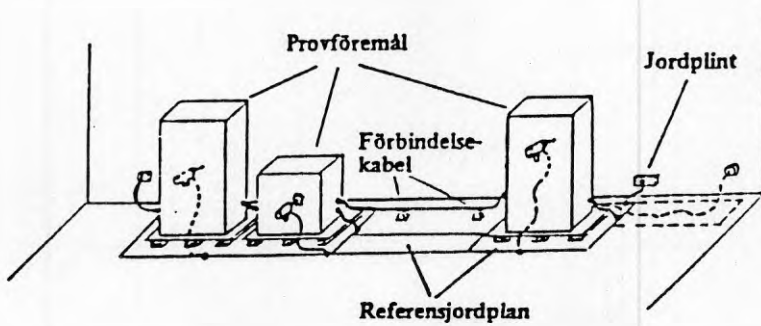 Provföremål
Jordplint
Förbindelse-
kabel
Referensjordplan